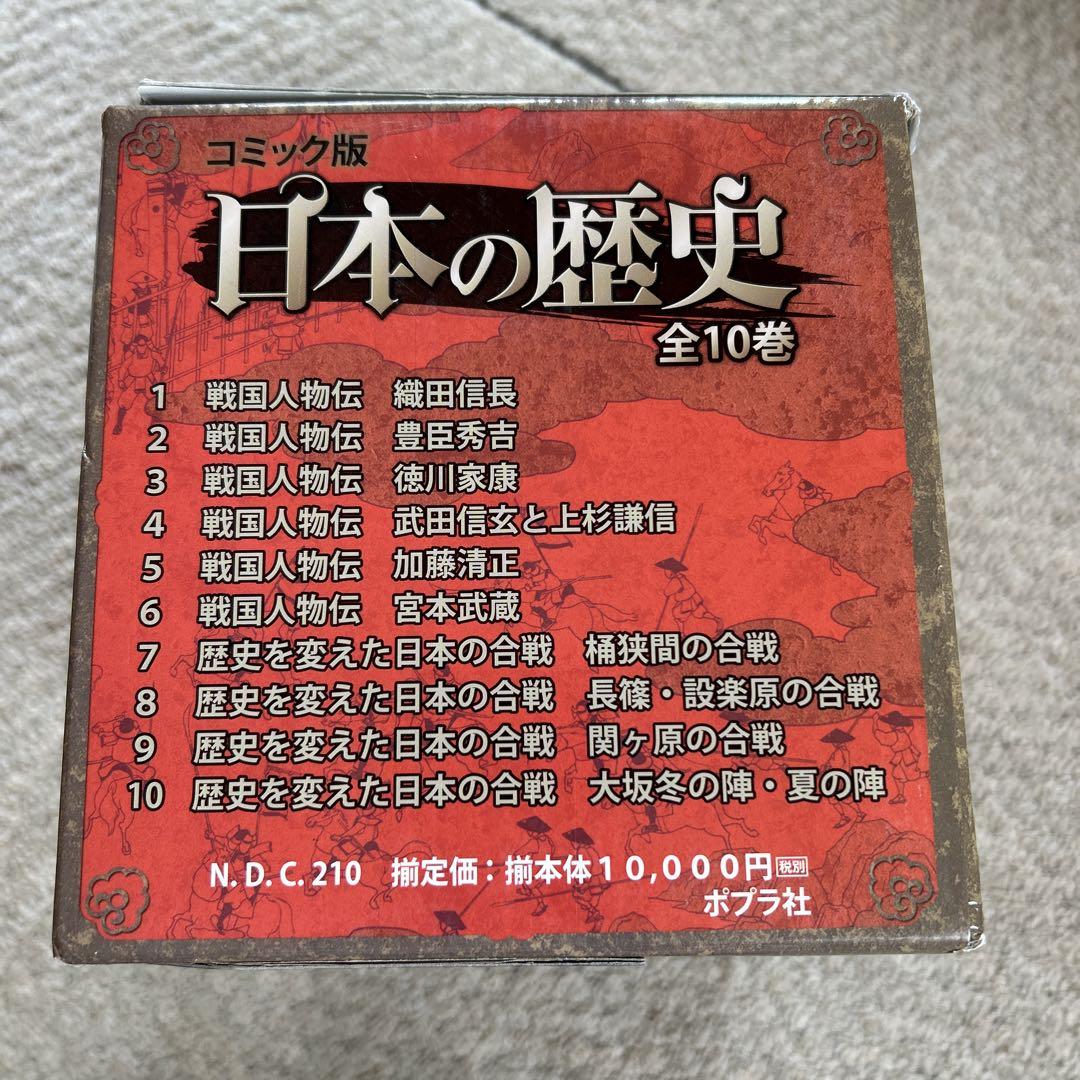 コミック版
日本の歴史
全10巻
1 戦国人物伝 織田信長
2 戦国人物伝 豊臣秀吉
3 戦国人物伝 徳川家康
4 戦国人物伝 武田信玄と上杉謙信
5 戦国人物伝 加藤清正
6 戦国人物伝 宮本武蔵
7 歴史を変えた日本の合戦 桶狭間の合戦
8 歴史を変えた日本の合戦 長篠・設楽原の合戦
9 歴史を変えた日本の合戦 関ヶ原の合戦
10 歴史を変えた日本の合戦 大坂冬の陣・夏の陣
N. D. C. 210 揃定価：揃本体１０,０００円 税別
ポプラ社